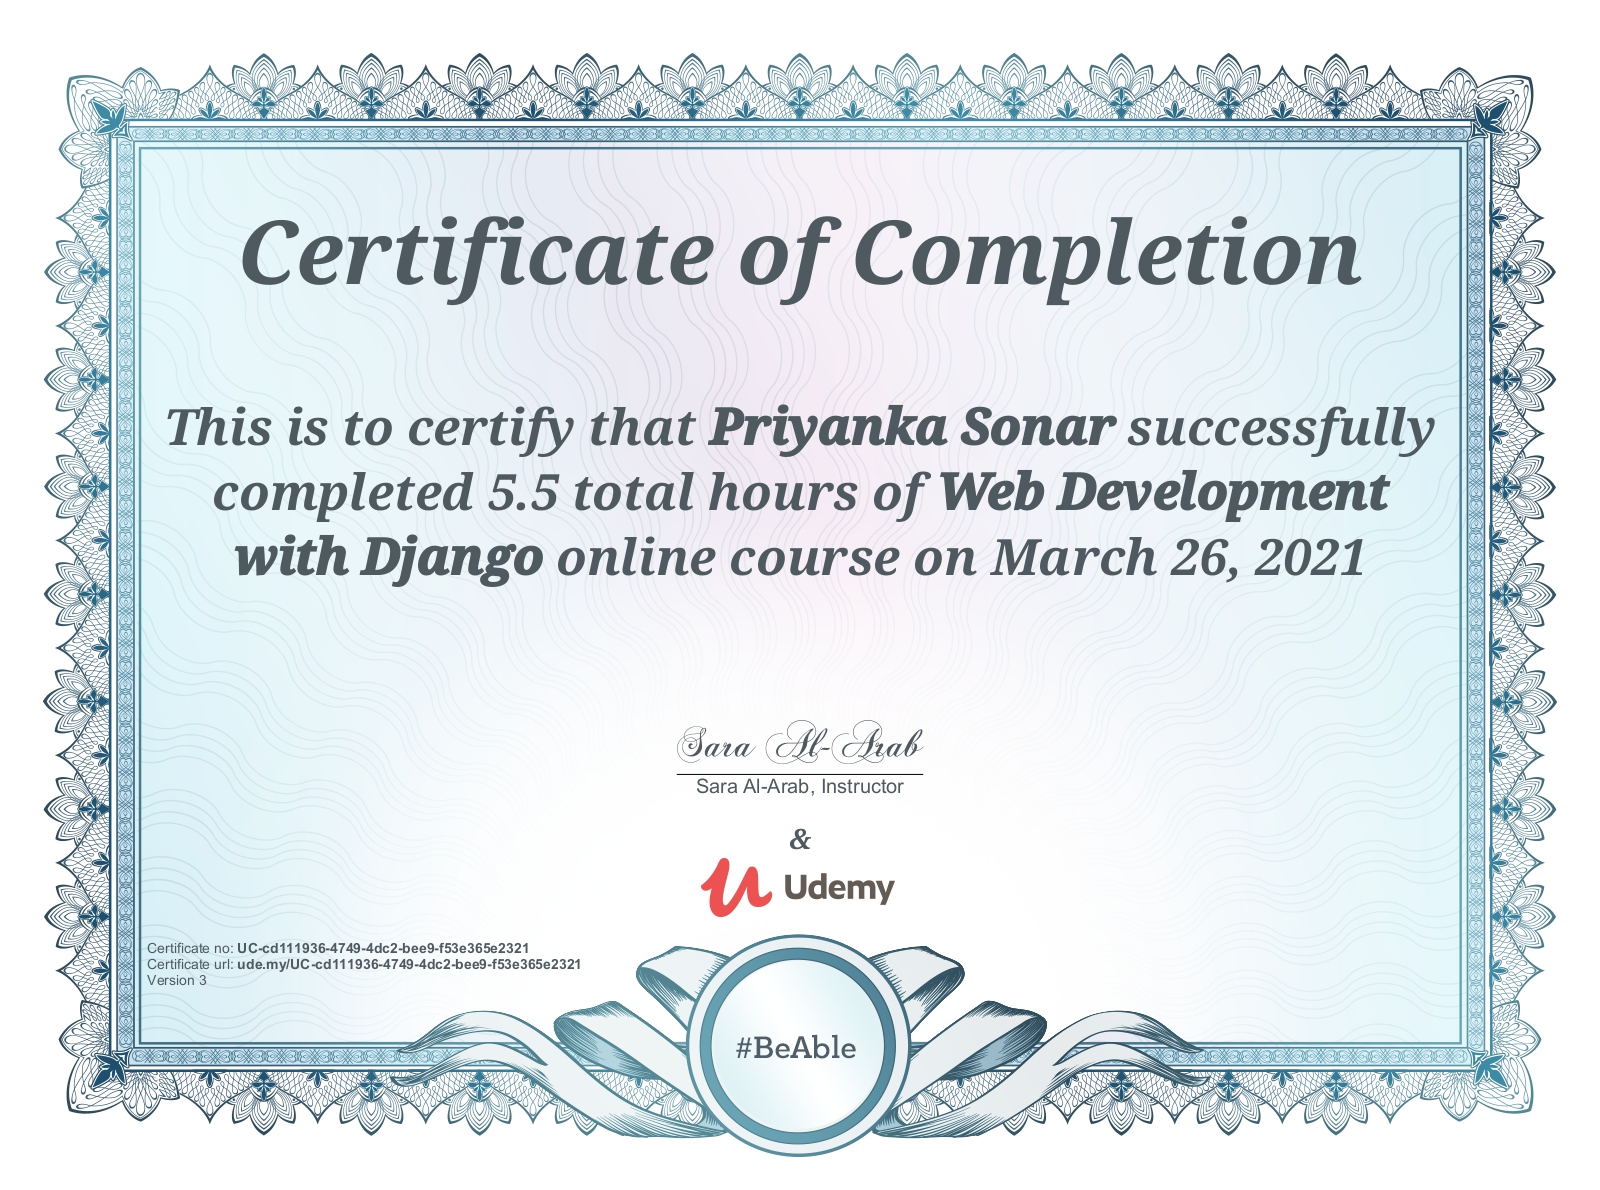 Certificate of Completion
This is to certify that Priyanka Sonar successfully
completed 5.5 total hours of Web Development
with Django online course on March 26, 2021
Sara Al-Arab
Sara Al-Arab, Instructor
&
Udemy
Certificate no: UC-cd111936-4749-4dc2-bee9-f53e365e2321
Certificate url: ude.my/UC-cd111936-4749-4dc2-bee9-f53e365e2321
Version 3
#BeAble